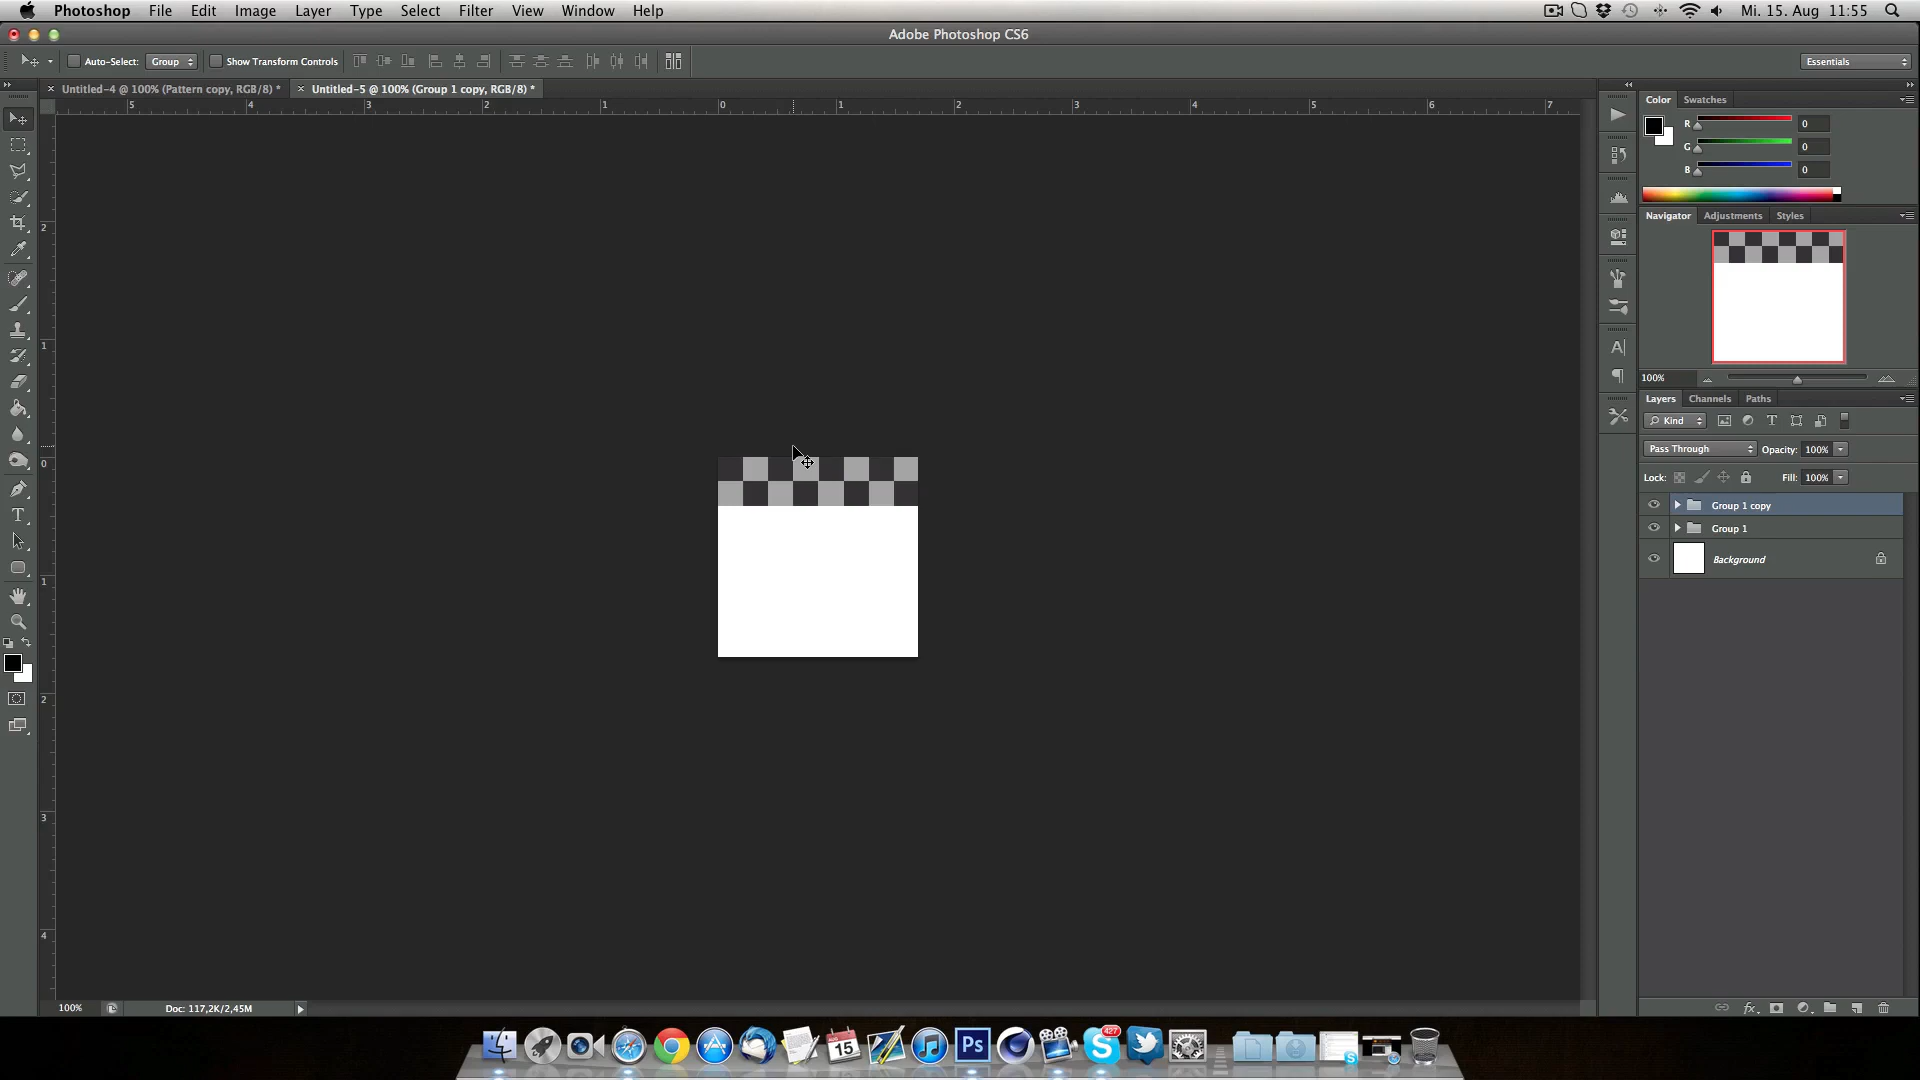 Photoshop File Edit Image Layer Type Select Filter View Window Help Mi. 15. Aug 11:55
Adobe Photoshop CS6
Auto-Select: Group Show Transform Controls Essentials
Untitled-4 @ 100% (Pattern copy, RGB/8) * Untitled-5 @ 100% (Group 1 copy, RGB/8) *
5 4 3 2 1 0 1 2 3 4 5 6 7
2
1
0
1
2
3
4
Color Swatches
R 0
G 0
B 0
Navigator Adjustments Styles
100%
Layers Channels Paths
Kind
Pass Through Opacity: 100%
Lock: Fill: 100%
Group 1 copy
Group 1
Background
100% Doc: 117,2K/2,45M
AUG
15
Ps
427